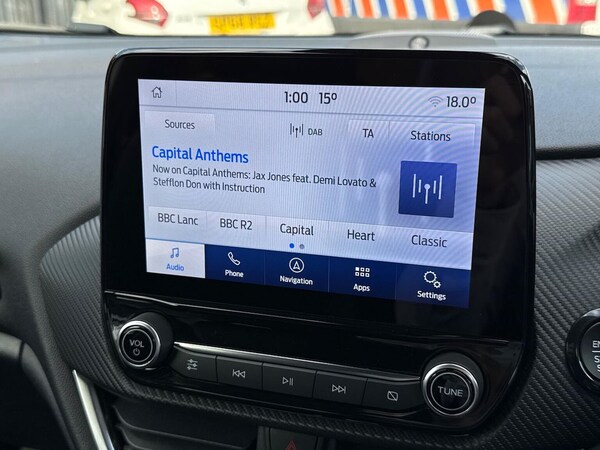 1:00 15° 18.0°
Sources DAB TA Stations
Capital Anthems
Now on Capital Anthems: Jax Jones feat. Demi Lovato &
Stefflon Don with Instruction
BBC Lanc BBC R2 Capital Heart Classic
Audio Phone Navigation Apps Settings
VOL
TUNE